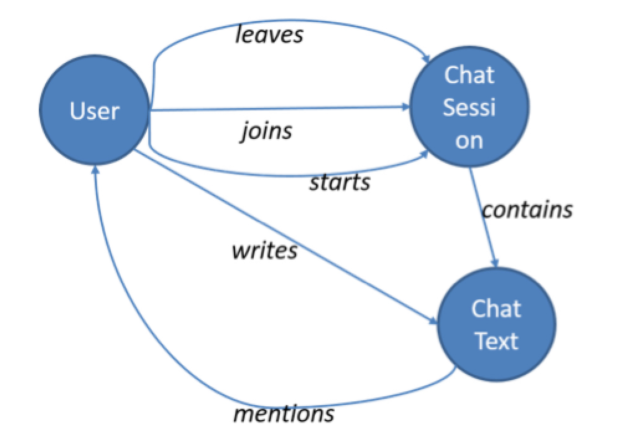 leaves
User
Chat
Sessi
on
joins
starts
contains
writes
Chat
Text
mentions